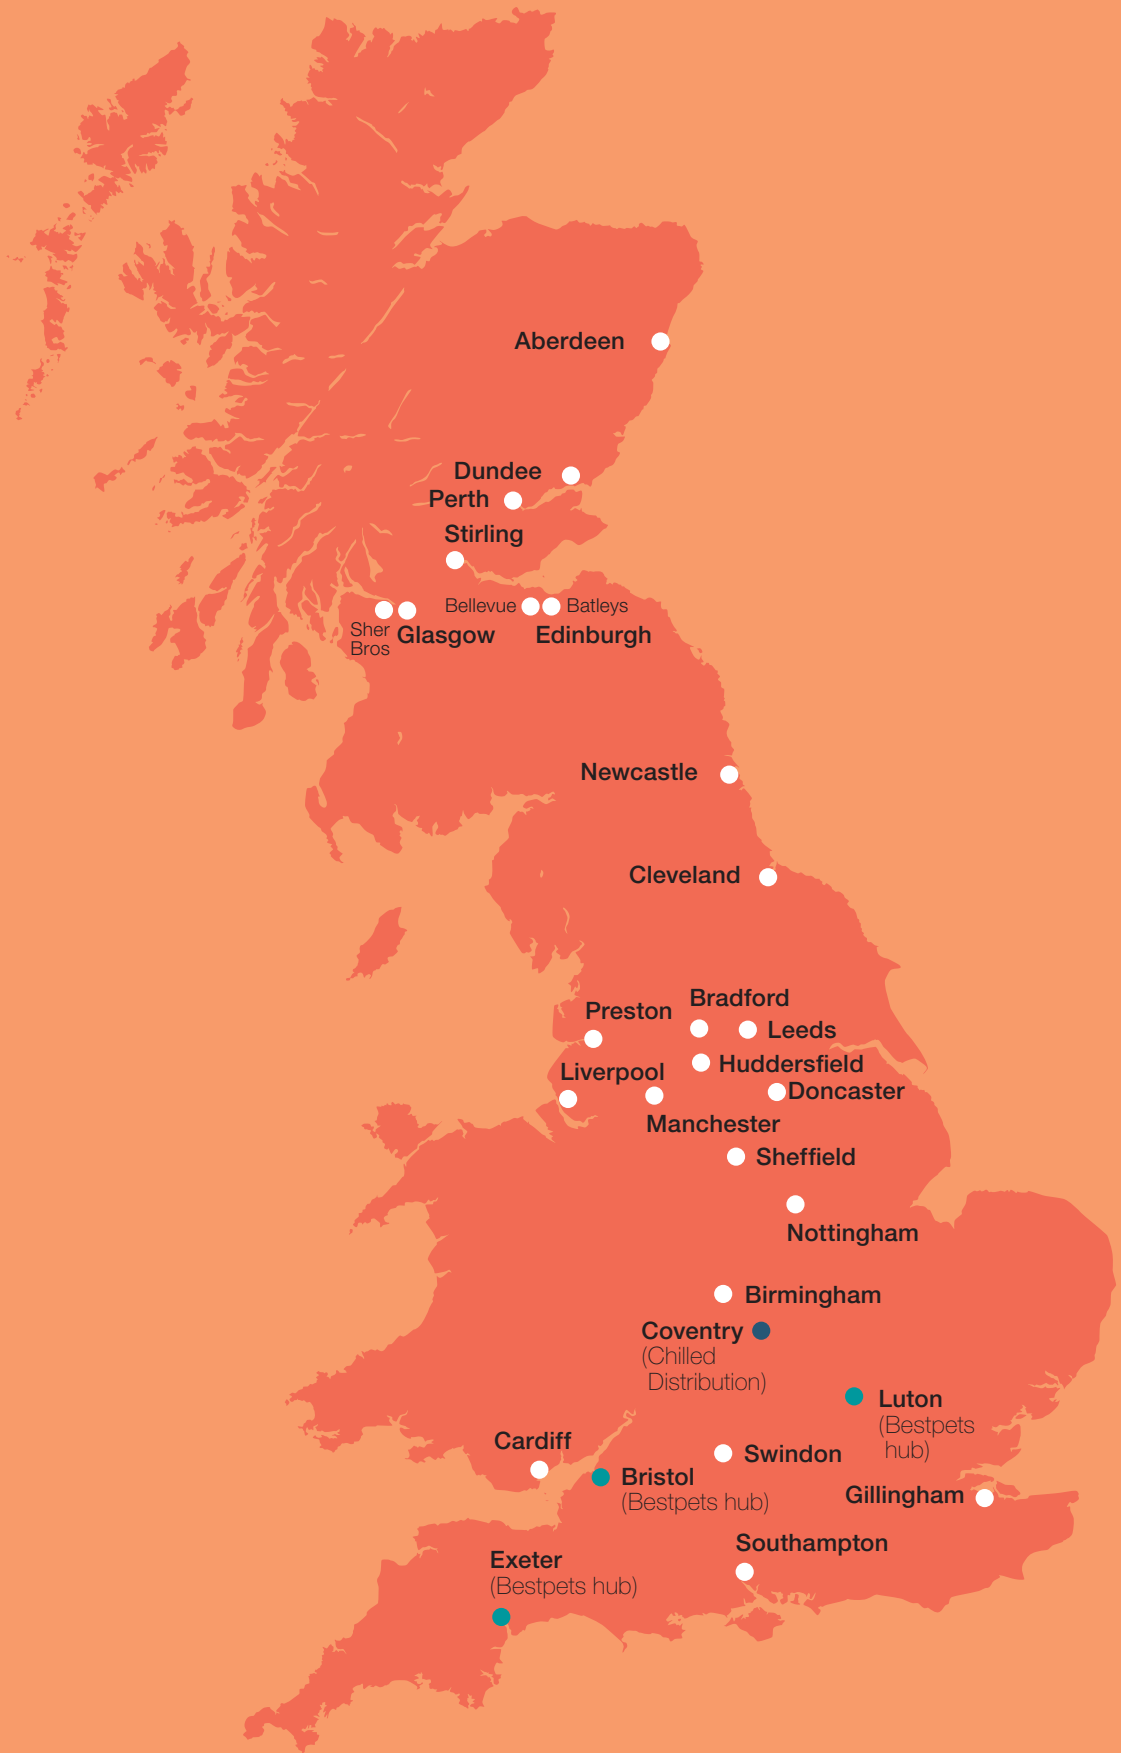 Aberdeen
Dundee
Perth
Stirling
Bellevue
Batleys
Sher
Bros
Glasgow
Edinburgh
Newcastle
Cleveland
Bradford
Preston
Leeds
Huddersfield
Liverpool
Doncaster
Manchester
Sheffield
Nottingham
Birmingham
Coventry
(Chilled
Distribution)
Luton
(Bestpets
hub)
Cardiff
Swindon
Bristol
(Bestpets hub)
Gillingham
Southampton
Exeter
(Bestpets hub)